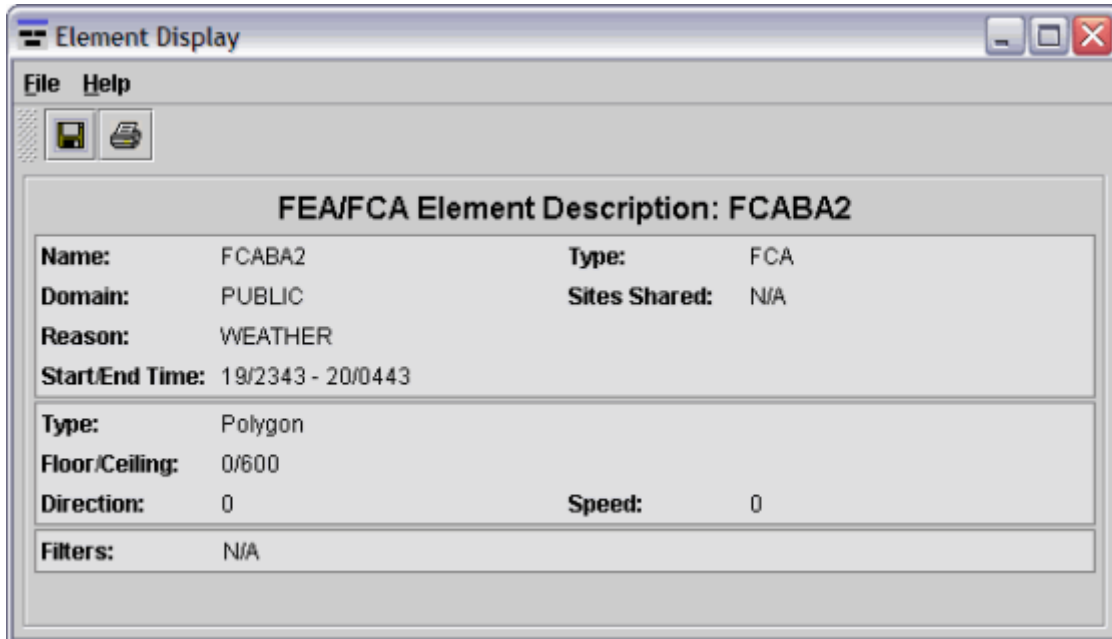 Element Display
File Help
FEA/FCA Element Description: FCABA2
Name: FCABA2 Type: FCA
Domain: PUBLIC Sites Shared: N/A
Reason: WEATHER
Start/End Time: 19/2343 - 20/0443
Type: Polygon
Floor/Ceiling: 0/600
Direction: 0 Speed: 0
Filters: N/A